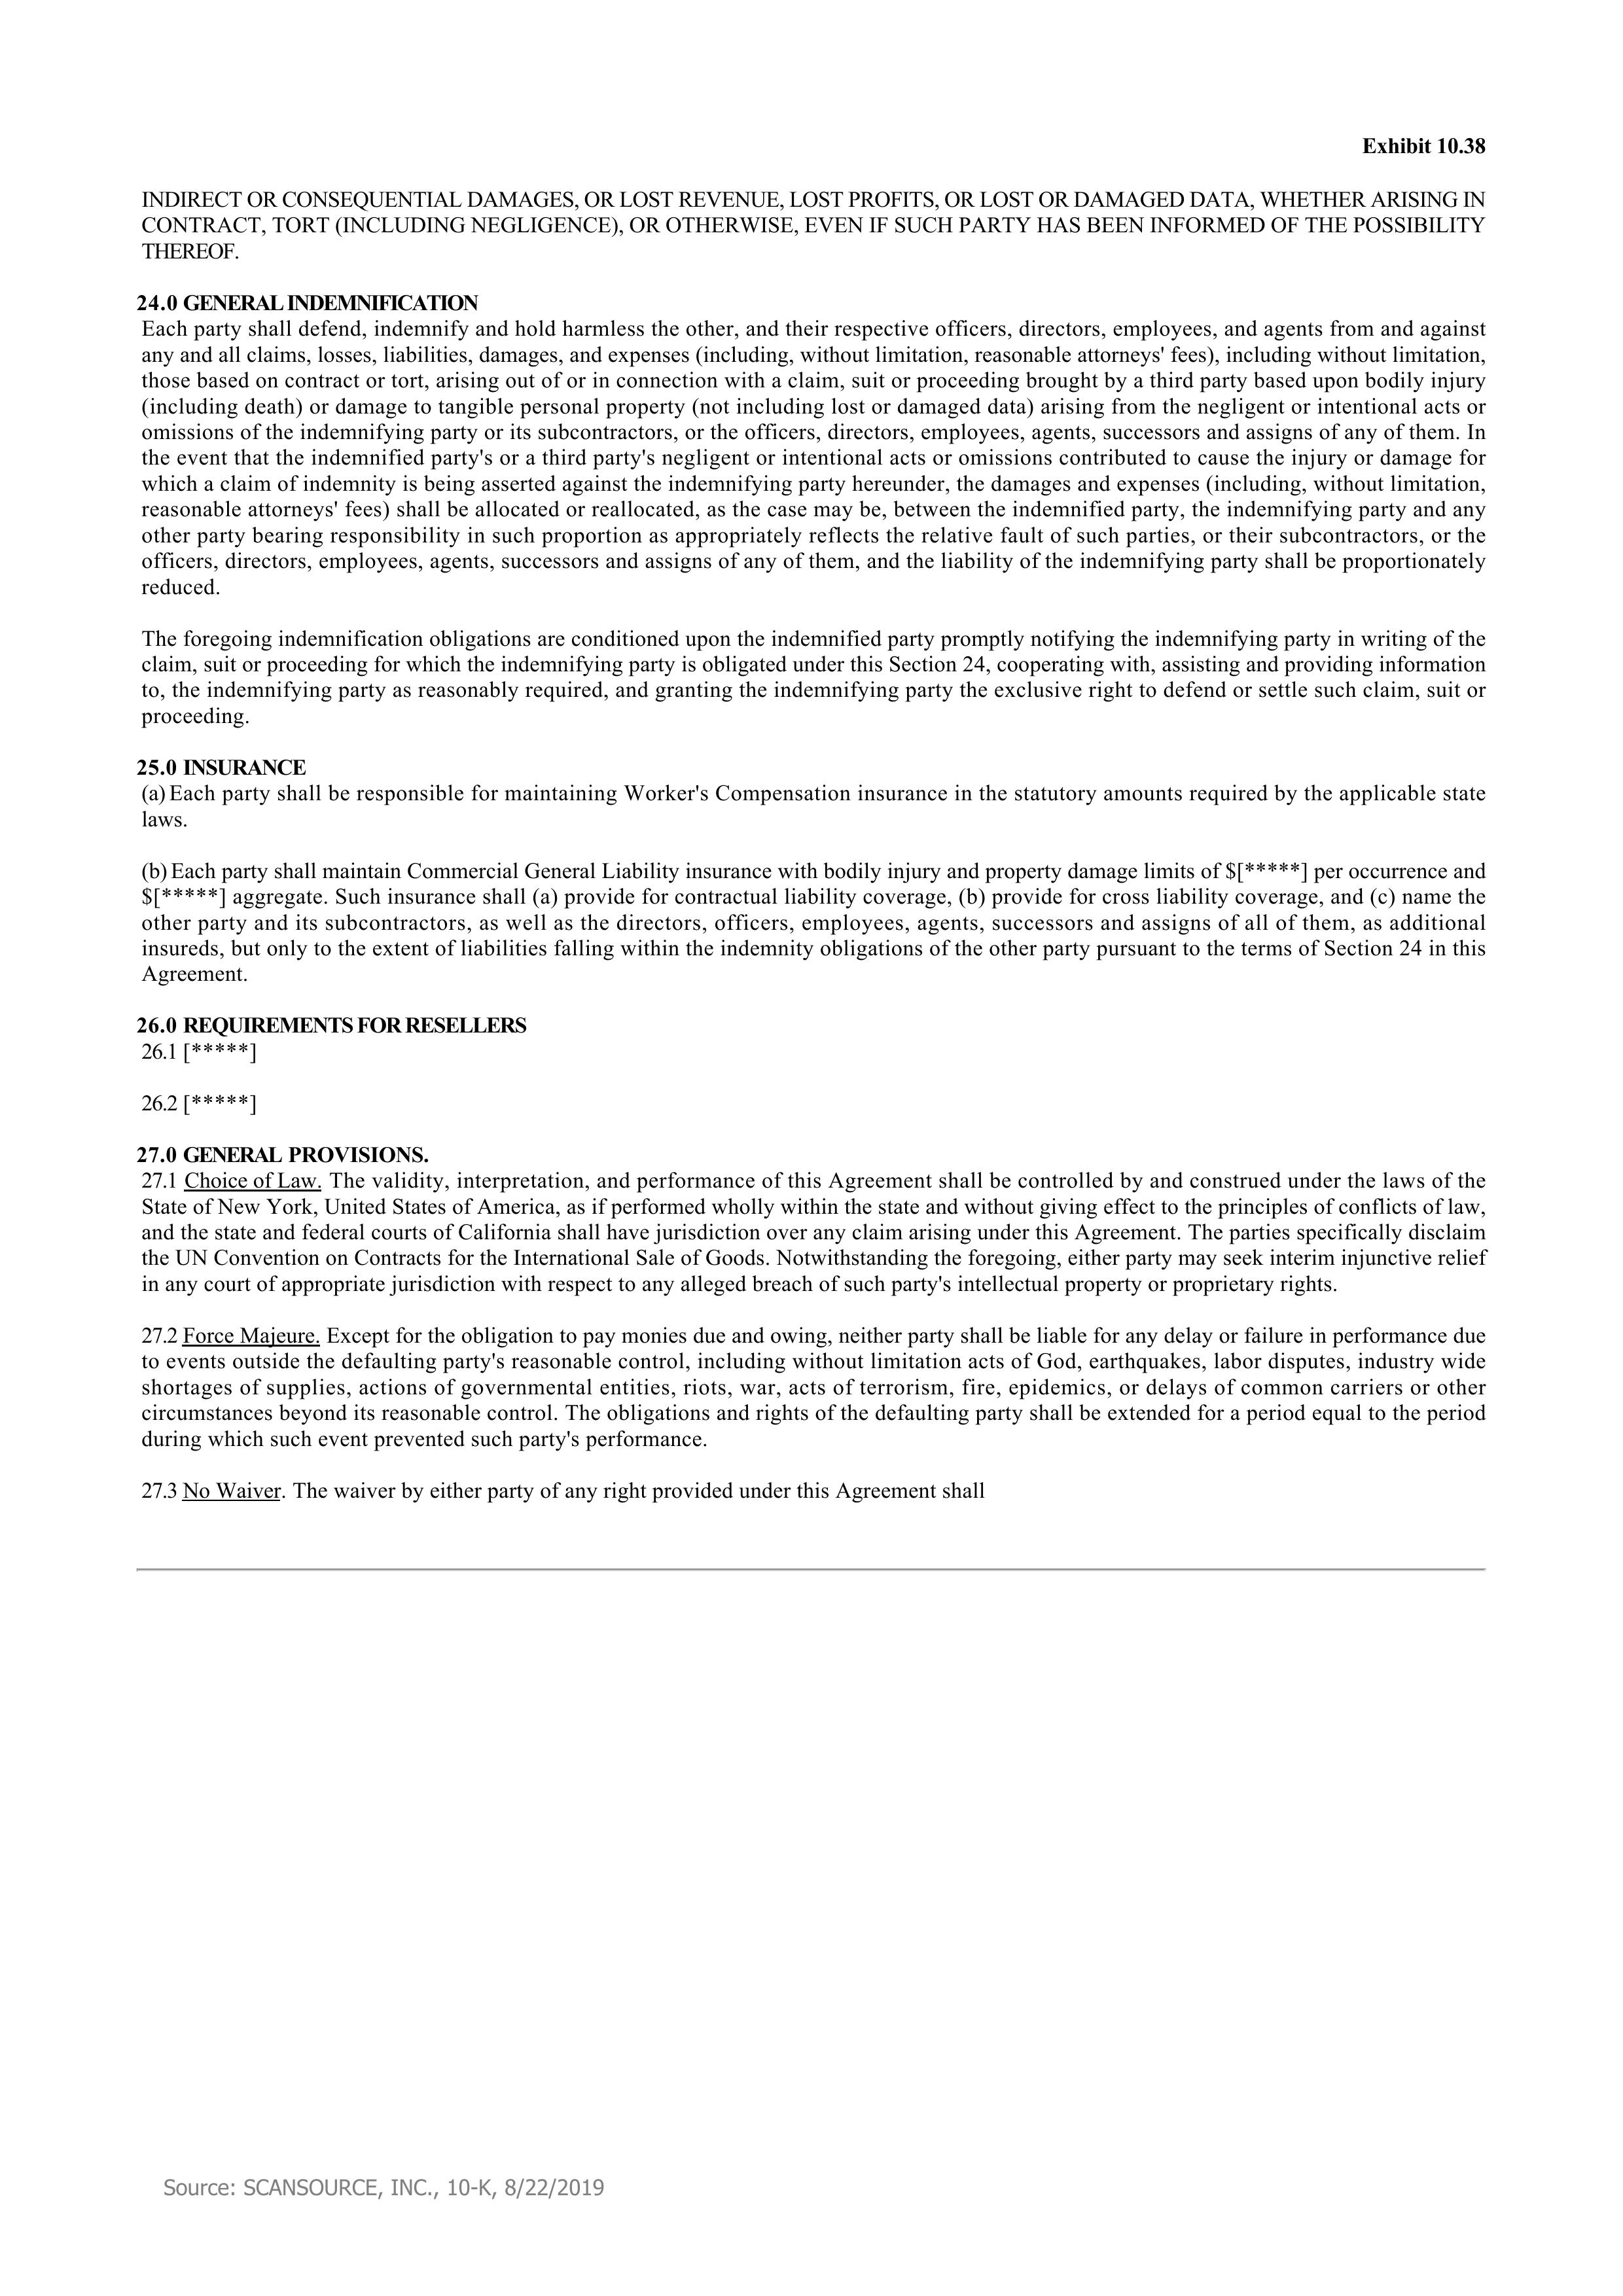 Exhibit 10.38
INDIRECT OR CONSEQUENTIAL DAMAGES, OR LOST REVENUE, LOST PROFITS, OR LOST OR DAMAGED DATA, WHETHER ARISING IN
CONTRACT, TORT (INCLUDING NEGLIGENCE), OR OTHERWISE, EVEN IF SUCH PARTY HAS BEEN INFORMED OF THE POSSIBILITY
THEREOF.
24.0 GENERAL INDEMNIFICATION
Each party shall defend, indemnify and hold harmless the other, and their respective officers, directors, employees, and agents from and against
any and all claims, losses, liabilities, damages, and expenses (including, without limitation, reasonable attorneys' fees), including without limitation,
those based on contract or tort, arising out of or in connection with a claim, suit or proceeding brought by a third party based upon bodily injury
(including death) or damage to tangible personal property (not including lost or damaged data) arising from the negligent or intentional acts or
omissions of the indemnifying party or its subcontractors, or the officers, directors, employees, agents, successors and assigns of any of them. In
the event that the indemnified party's or a third party's negligent or intentional acts or omissions contributed to cause the injury or damage for
which a claim of indemnity is being asserted against the indemnifying party hereunder, the damages and expenses (including, without limitation,
reasonable attorneys' fees) shall be allocated or reallocated, as the case may be, between the indemnified party, the indemnifying party and any
other party bearing responsibility in such proportion as appropriately reflects the relative fault of such parties, or their subcontractors, or the
officers, directors, employees, agents, successors and assigns of any of them, and the liability of the indemnifying party shall be proportionately
reduced.
The foregoing indemnification obligations are conditioned upon the indemnified party promptly notifying the indemnifying party in writing of the
claim, suit or proceeding for which the indemnifying party is obligated under this Section 24, cooperating with, assisting and providing information
to, the indemnifying party as reasonably required, and granting the indemnifying party the exclusive right to defend or settle such claim, suit or
proceeding.
25.0 INSURANCE
(a) Each party shall be responsible for maintaining Worker's Compensation insurance in the statutory amounts required by the applicable state
laws.
(b) Each party shall maintain Commercial General Liability insurance with bodily injury and property damage limits of $[*****] per occurrence and
$[*****] aggregate. Such insurance shall (a) provide for contractual liability coverage, (b) provide for cross liability coverage, and (c) name the
other party and its subcontractors, as well as the directors, officers, employees, agents, successors and assigns of all of them, as additional
insureds, but only to the extent of liabilities falling within the indemnity obligations of the other party pursuant to the terms of Section 24 in this
Agreement.
26.0 REQUIREMENTS FOR RESELLERS
26.1 [*****]
26.2 [*****]
27.0 GENERAL PROVISIONS.
27.1 Choice of Law. The validity, interpretation, and performance of this Agreement shall be controlled by and construed under the laws of the
State of New York, United States of America, as if performed wholly within the state and without giving effect to the principles of conflicts of law,
and the state and federal courts of California shall have jurisdiction over any claim arising under this Agreement. The parties specifically disclaim
the UN Convention on Contracts for the International Sale of Goods. Notwithstanding the foregoing, either party may seek interim injunctive relief
in any court of appropriate jurisdiction with respect to any alleged breach of such party's intellectual property or proprietary rights.
27.2 Force Majeure. Except for the obligation to pay monies due and owing, neither party shall be liable for any delay or failure in performance due
to events outside the defaulting party's reasonable control, including without limitation acts of God, earthquakes, labor disputes, industry wide
shortages of supplies, actions of governmental entities, riots, war, acts of terrorism, fire, epidemics, or delays of common carriers or other
circumstances beyond its reasonable control. The obligations and rights of the defaulting party shall be extended for a period equal to the period
during which such event prevented such party's performance.
27.3 No Waiver. The waiver by either party of any right provided under this Agreement shall
Source: SCANSOURCE, INC., 10-K, 8/22/2019